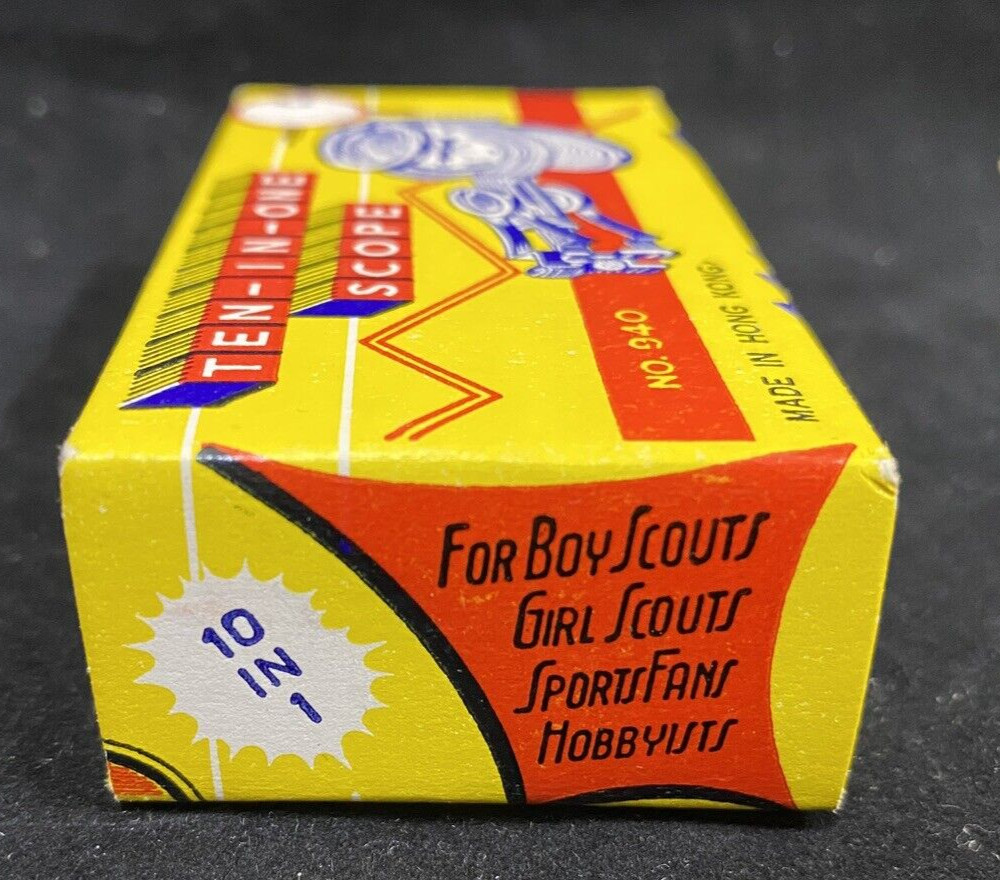 TEN-IN-ONE
SCOPE
NO. 940
MADE IN HONG KONG
FOR BOY SCOUTS
GIRL SCOUTS
SPORTS FANS
HOBBYISTS
10
IN
1